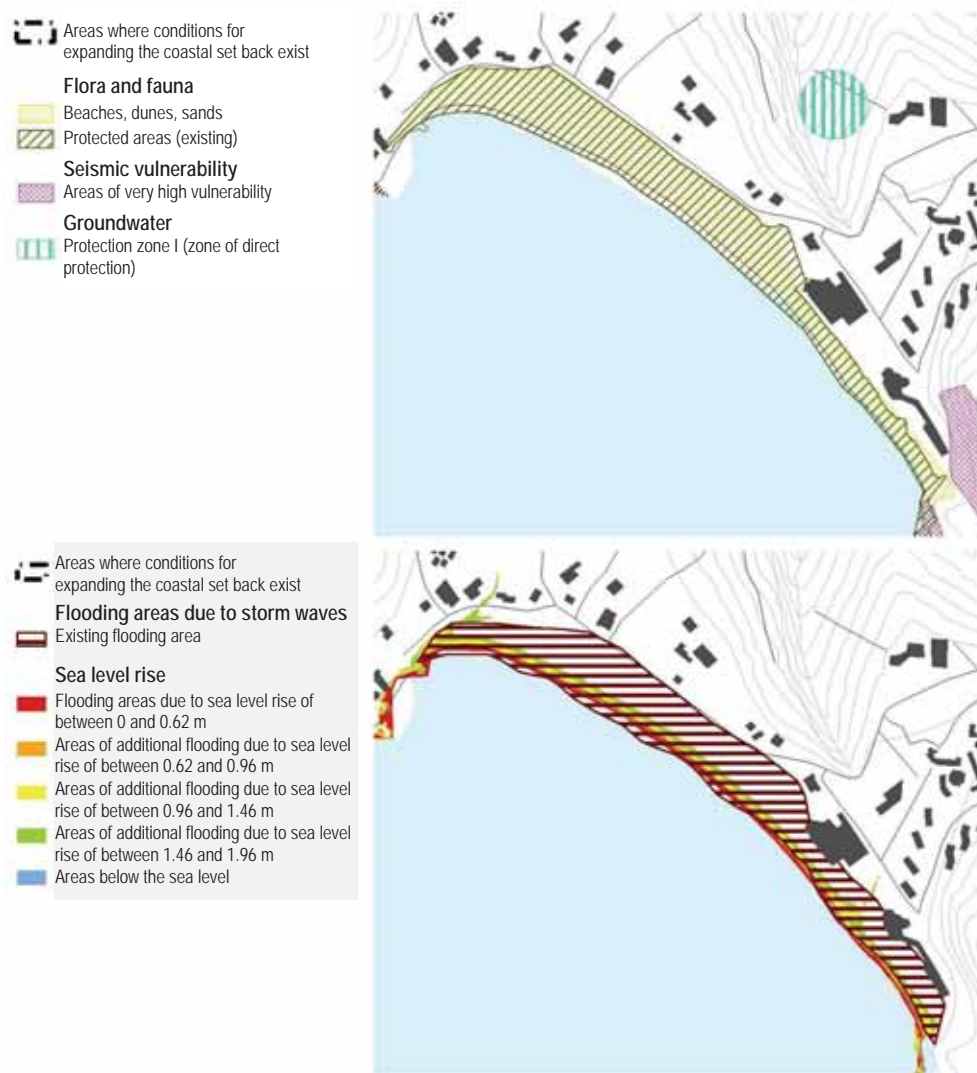 Areas where conditions for
expanding the coastal set back exist
Flora and fauna
Beaches, dunes, sands
Protected areas (existing)
Seismic vulnerability
Areas of very high vulnerability
Groundwater
Protection zone I (zone of direct
protection)
Areas where conditions for
expanding the coastal set back exist
Flooding areas due to storm waves
Existing flooding area
Sea level rise
Flooding areas due to sea level rise of
between 0 and 0.62 m
Areas of additional flooding due to sea level
rise of between 0.62 and 0.96 m
Areas of additional flooding due to sea level
rise of between 0.96 and 1.46 m
Areas of additional flooding due to sea level
rise of between 1.46 and 1.96 m
Areas below the sea level